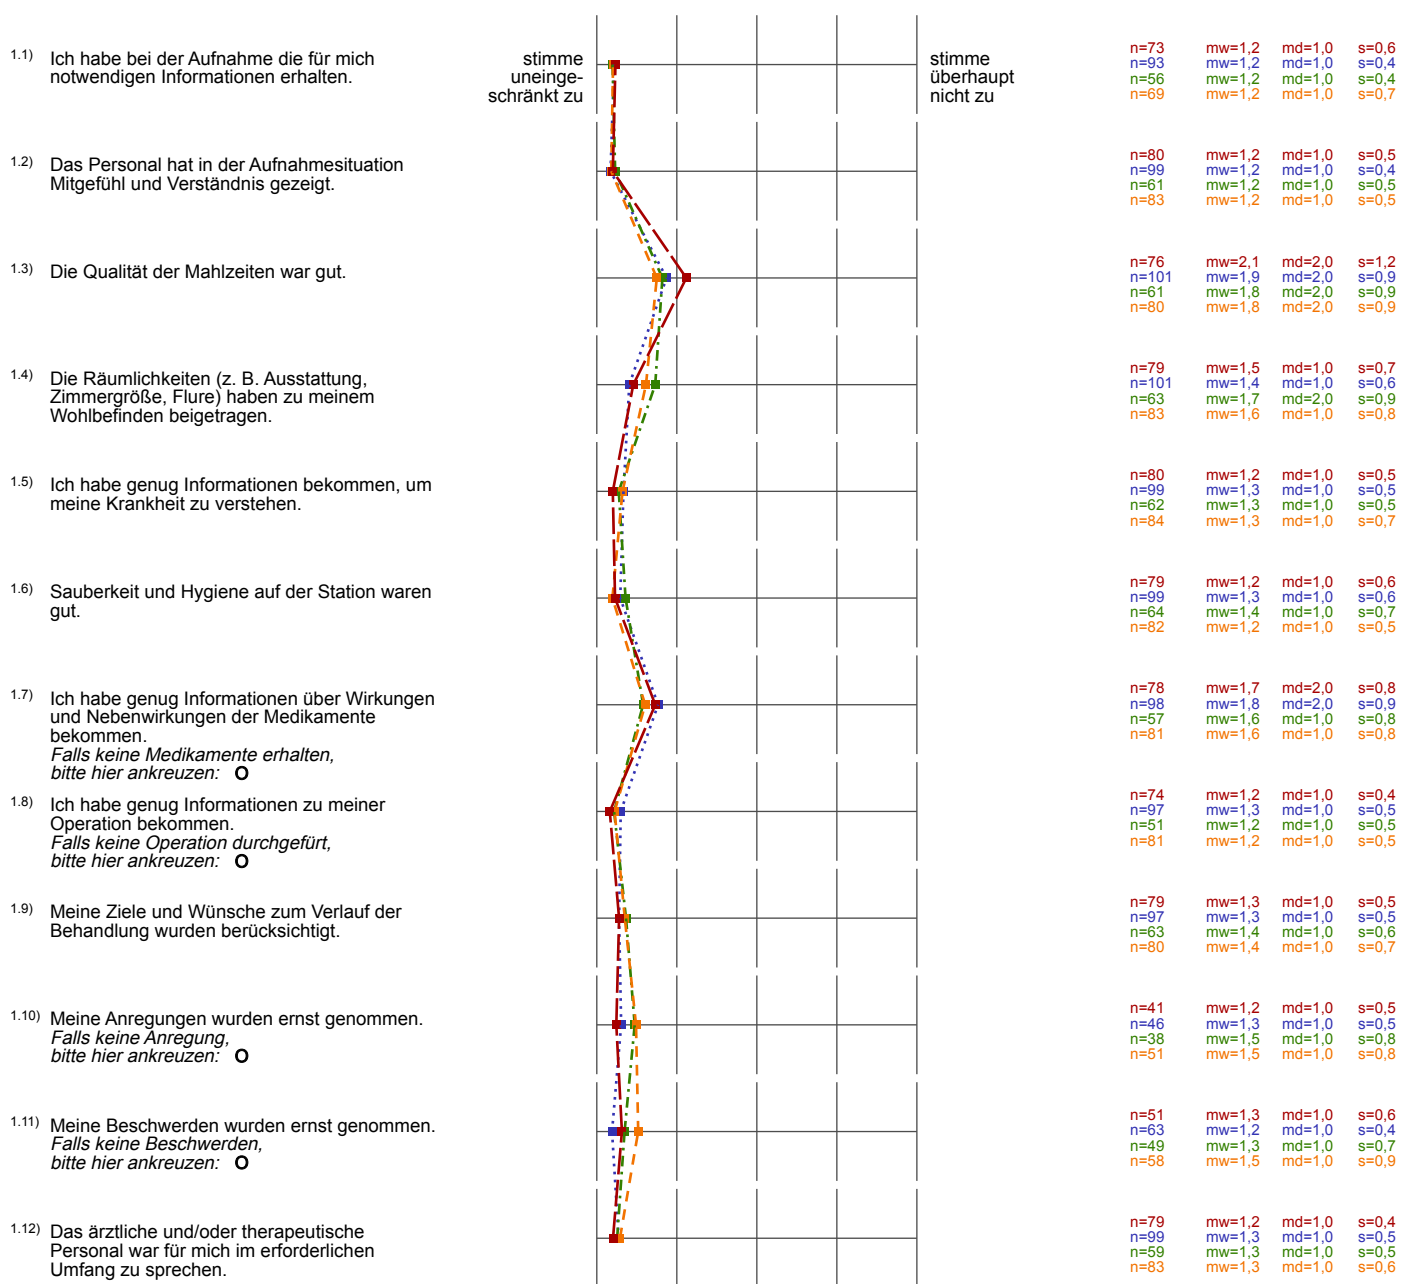 1.1) Ich habe bei der Aufnahme die für mich
notwendigen Informationen erhalten.
stimme
uneinge-
schränkt zu
stimme
überhaupt
nicht zu
n=73 mw=1,2 md=1,0 s=0,6
n=93 mw=1,2 md=1,0 s=0,4
n=56 mw=1,2 md=1,0 s=0,4
n=69 mw=1,2 md=1,0 s=0,7
1.2) Das Personal hat in der Aufnahmesituation
Mitgefühl und Verständnis gezeigt.
n=80 mw=1,2 md=1,0 s=0,5
n=99 mw=1,2 md=1,0 s=0,4
n=61 mw=1,2 md=1,0 s=0,5
n=83 mw=1,2 md=1,0 s=0,5
1.3) Die Qualität der Mahlzeiten war gut.
n=76 mw=2,1 md=2,0 s=1,2
n=101 mw=1,9 md=2,0 s=0,9
n=61 mw=1,8 md=2,0 s=0,9
n=80 mw=1,8 md=2,0 s=0,9
1.4) Die Räumlichkeiten (z. B. Ausstattung,
Zimmergröße, Flure) haben zu meinem
Wohlbefinden beigetragen.
n=79 mw=1,5 md=1,0 s=0,7
n=101 mw=1,4 md=1,0 s=0,6
n=63 mw=1,7 md=2,0 s=0,9
n=83 mw=1,6 md=1,0 s=0,8
1.5) Ich habe genug Informationen bekommen, um
meine Krankheit zu verstehen.
n=80 mw=1,2 md=1,0 s=0,5
n=99 mw=1,3 md=1,0 s=0,5
n=62 mw=1,3 md=1,0 s=0,5
n=84 mw=1,3 md=1,0 s=0,7
1.6) Sauberkeit und Hygiene auf der Station waren
gut.
n=79 mw=1,2 md=1,0 s=0,6
n=99 mw=1,3 md=1,0 s=0,6
n=64 mw=1,4 md=1,0 s=0,7
n=82 mw=1,2 md=1,0 s=0,5
1.7) Ich habe genug Informationen über Wirkungen
und Nebenwirkungen der Medikamente
bekommen.
Falls keine Medikamente erhalten,
bitte hier ankreuzen: O
n=78 mw=1,7 md=2,0 s=0,8
n=98 mw=1,8 md=2,0 s=0,9
n=57 mw=1,6 md=1,0 s=0,8
n=81 mw=1,6 md=1,0 s=0,8
1.8) Ich habe genug Informationen zu meiner
Operation bekommen.
Falls keine Operation durchgefürt,
bitte hier ankreuzen: O
n=74 mw=1,2 md=1,0 s=0,4
n=97 mw=1,3 md=1,0 s=0,5
n=51 mw=1,2 md=1,0 s=0,5
n=81 mw=1,2 md=1,0 s=0,5
1.9) Meine Ziele und Wünsche zum Verlauf der
Behandlung wurden berücksichtigt.
n=79 mw=1,3 md=1,0 s=0,5
n=97 mw=1,3 md=1,0 s=0,5
n=63 mw=1,4 md=1,0 s=0,6
n=80 mw=1,4 md=1,0 s=0,7
1.10) Meine Anregungen wurden ernst genommen.
Falls keine Anregung,
bitte hier ankreuzen: O
n=41 mw=1,2 md=1,0 s=0,5
n=46 mw=1,3 md=1,0 s=0,5
n=38 mw=1,5 md=1,0 s=0,8
n=51 mw=1,5 md=1,0 s=0,8
1.11) Meine Beschwerden wurden ernst genommen.
Falls keine Beschwerden,
bitte hier ankreuzen: O
n=51 mw=1,3 md=1,0 s=0,6
n=63 mw=1,2 md=1,0 s=0,4
n=49 mw=1,3 md=1,0 s=0,7
n=58 mw=1,5 md=1,0 s=0,9
1.12) Das ärztliche und/oder therapeutische
Personal war für mich im erforderlichen
Umfang zu sprechen.
n=79 mw=1,2 md=1,0 s=0,4
n=99 mw=1,3 md=1,0 s=0,5
n=59 mw=1,3 md=1,0 s=0,5
n=83 mw=1,3 md=1,0 s=0,6